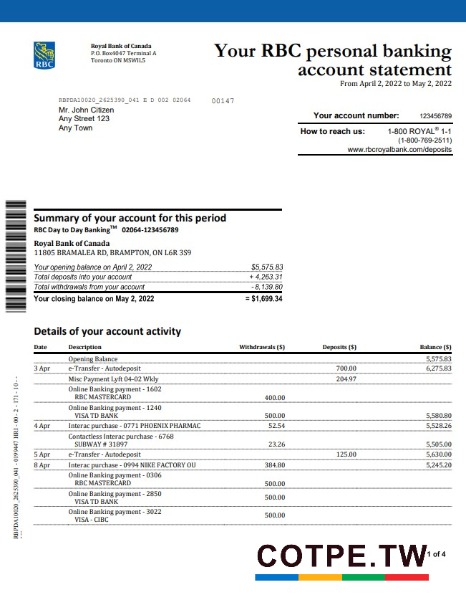 RBC
Royal Bank of Canada
P.O. Box4047 Terminal A
Toronto ON MSW1L5
Your RBC personal banking
account statement
From April 2, 2022 to May 2, 2022
RBPDA10020_2625390_041 E D 002 02064 00147
Mr. John Citizen
Any Street 123
Any Town
Your account number: 123456789
How to reach us: 1-800 ROYAL® 1-1
(1-800-769-2511)
www.rbcroyalbank.com/deposits
Summary of your account for this period
RBC Day to Day Banking™ 02064-123456789
Royal Bank of Canada
11805 BRAMALEA RD, BRAMPTON, ON L6R 3S9
Your opening balance on April 2, 2022 $5,575.83
Total deposits into your account + 4,263.31
Total withdrawals from your account - 8,139.80
Your closing balance on May 2, 2022 = $1,699.34
Details of your account activity
Date Description Withdrawals ($) Deposits ($) Balance ($)
Opening Balance 5,575.83
3 Apr e-Transfer - Autodeposit 700.00 6,275.83
Misc Payment Lyft 04-02 Wkly 204.97
Online Banking payment - 1602
RBC MASTERCARD 400.00
Online Banking payment - 1240
VISA TD BANK 500.00 5,580.80
4 Apr Interac purchase - 0771 PHOENIX PHARMAC 52.54 5,528.26
Contactless Interac purchase - 6768
SUBWAY # 31897 23.26 5,505.00
5 Apr e-Transfer - Autodeposit 125.00 5,630.00
8 Apr Interac purchase - 0994 NIKE FACTORY OU 384.80 5,245.20
Online Banking payment - 0306
RBC MASTERCARD 500.00
Online Banking payment - 2850
VISA TD BANK 500.00
Online Banking payment - 3022
VISA - CIBC 500.00
COTPE.TW
1 of 4